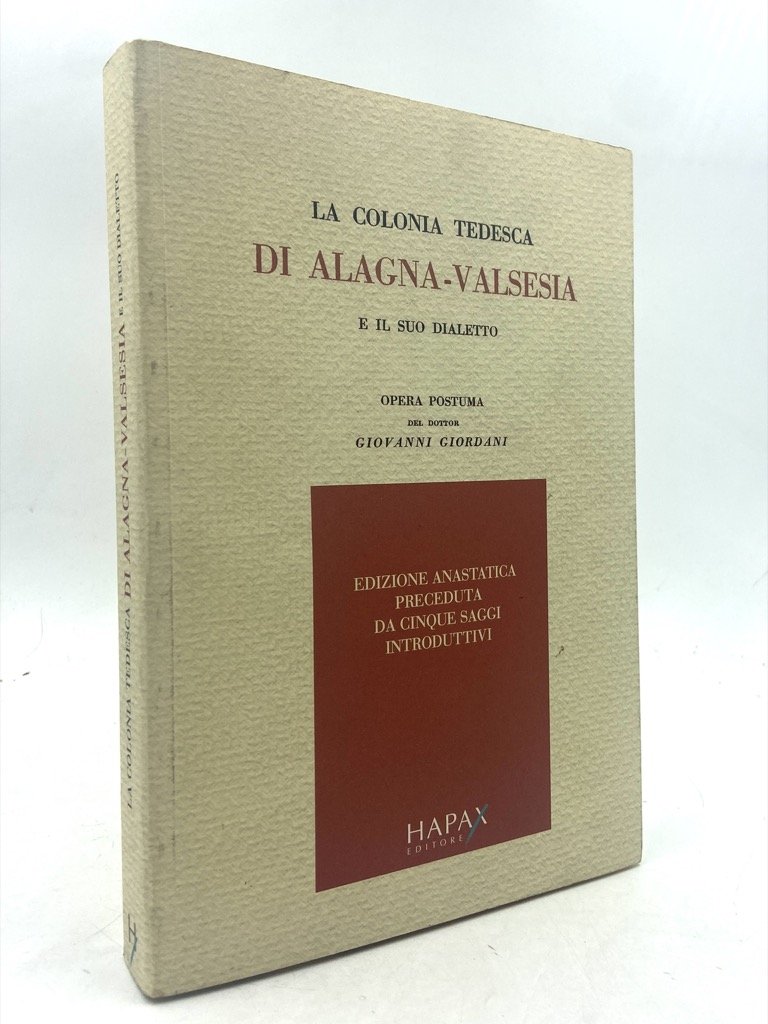 LA COLONIA TEDESCA
DI ALAGNA-VALSESIA
E IL SUO DIALETTO
OPERA POSTUMA
DEL DOTTOR
GIOVANNI GIORDANI
EDIZIONE ANASTATICA
PRECEDUTA
DA CINQUE SAGGI
INTRODUTTIVI
HAPAX
EDITORE
LA COLONIA TEDESCA DI ALAGNA-VALSESIA E IL SUO DIALETTO
H